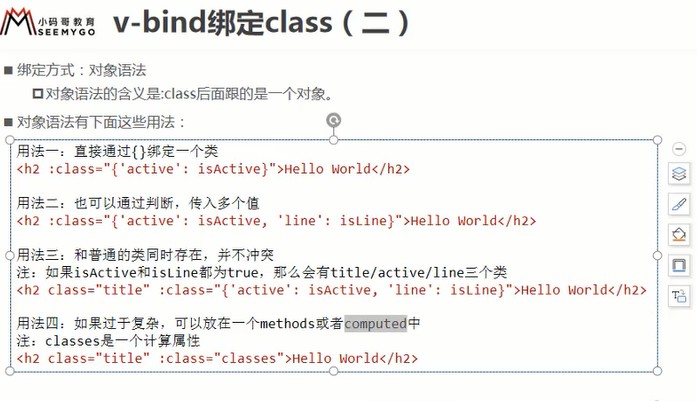 小码哥教育
SEEMYGO
v-bind绑定class（二）
绑定方式：对象语法
对象语法的含义是:class后面跟的是一个对象。
对象语法有下面这些用法：
用法一：直接通过{}绑定一个类
<h2 :class="{'active': isActive}">Hello World</h2>
用法二：也可以通过判断，传入多个值
<h2 :class="{'active': isActive, 'line': isLine}">Hello World</h2>
用法三：和普通的类同时存在，并不冲突
注：如果isActive和isLine都为true，那么会有title/active/line三个类
<h2 class="title" :class="{'active': isActive, 'line': isLine}">Hello World</h2>
用法四：如果过于复杂，可以放在一个methods或者computed中
注：classes是一个计算属性
<h2 class="title" :class="classes">Hello World</h2>